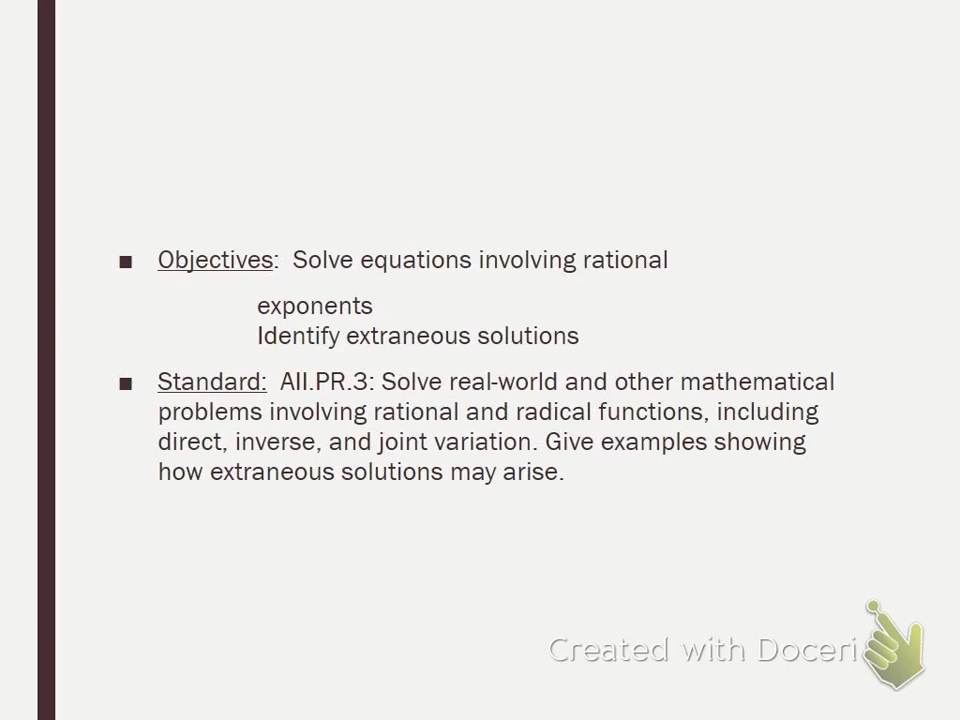 ■ Objectives: Solve equations involving rational
exponents
Identify extraneous solutions
■ Standard: AII.PR.3: Solve real-world and other mathematical
problems involving rational and radical functions, including
direct, inverse, and joint variation. Give examples showing
how extraneous solutions may arise.
Created with Doceri